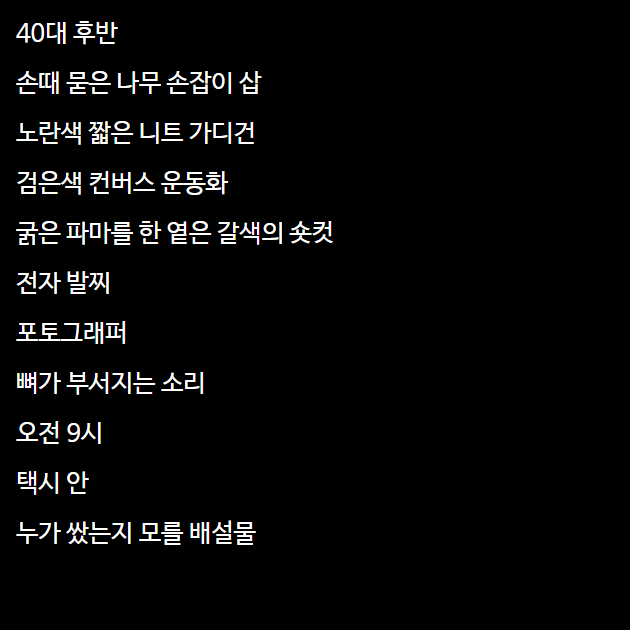 40대 후반
손때 묻은 나무 손잡이 삽
노란색 짧은 니트 가디건
검은색 컨버스 운동화
굵은 파마를 한 옅은 갈색의 숏컷
전자 발찌
포토그래퍼
뼈가 부서지는 소리
오전 9시
택시 안
누가 쌌는지 모를 배설물